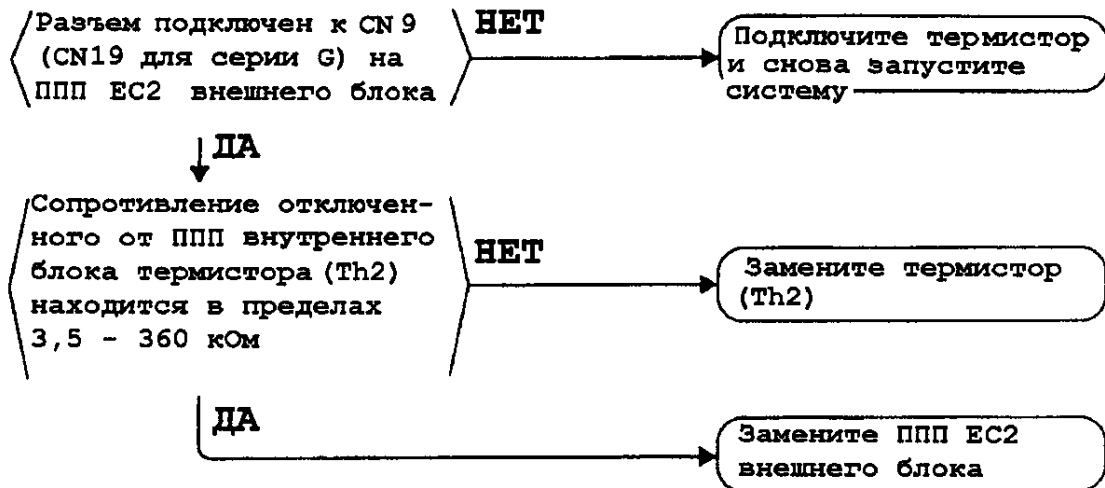 Разъем подключен к CN 9
(CN19 для серии G) на
ППП EC2 внешнего блока
НЕТ
Подключите термистор
и снова запустите
систему
ДА
Сопротивление отключен-
ного от ППП внутреннего
блока термистора (Th2)
находится в пределах
3,5 - 360 кОм
НЕТ
Замените термистор
(Th2)
ДА
Замените ППП EC2
внешнего блока